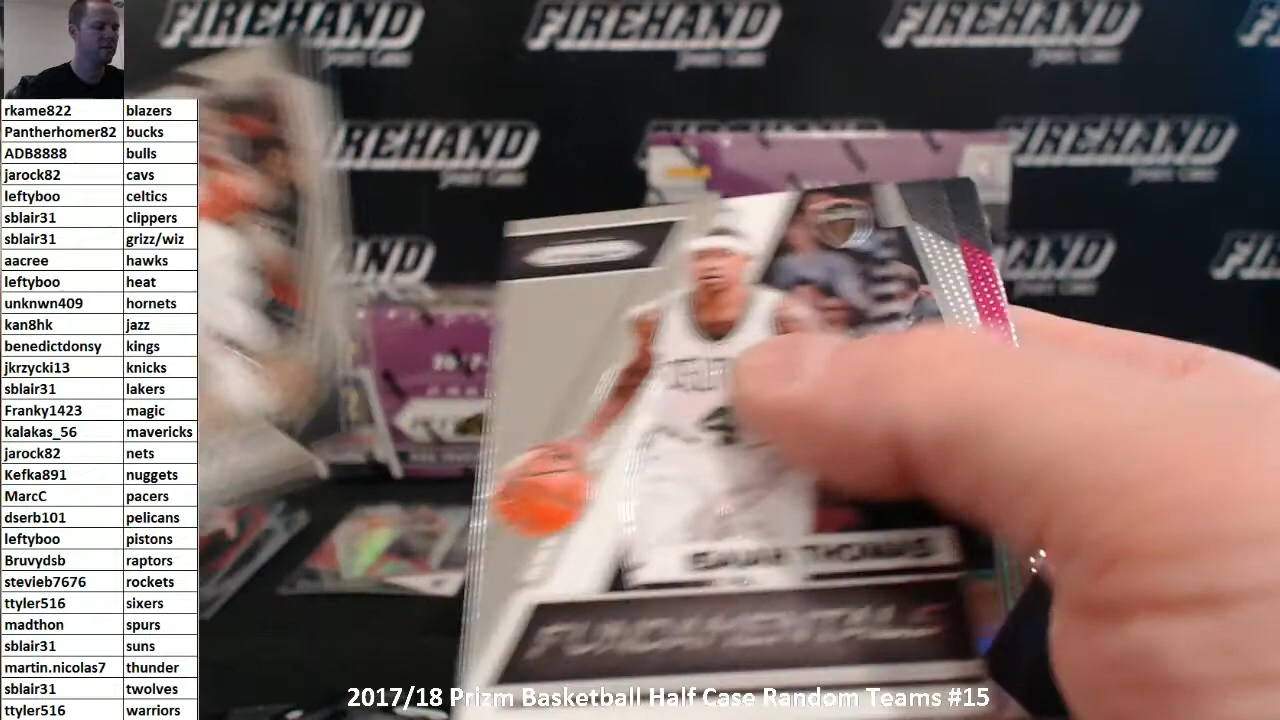 FIREHAND
FIREHAND
FIREHAND
FIREHAND
FIREHAND
rkame822 blazers
Pantherhomer82 bucks
ADB8888 bulls
jarock82 cavs
leftyboo celtics
sblair31 clippers
sblair31 grizz/wiz
aacree hawks
leftyboo heat
unknwn409 hornets
kan8hk jazz
benedictdonsy kings
jkrzycki13 knicks
sblair31 lakers
Franky1423 magic
kalakas_56 mavericks
jarock82 nets
Kefka891 nuggets
MarcC pacers
dserb101 pelicans
leftyboo pistons
Bruvydsb raptors
stevieb7676 rockets
ttyler516 sixers
madthon spurs
sblair31 suns
martin.nicolas7 thunder
sblair31 twolves
ttyler516 warriors
4
THOMAS
FUNDAMENTALS
2017/18 Prizm Basketball Half Case Random Teams #15